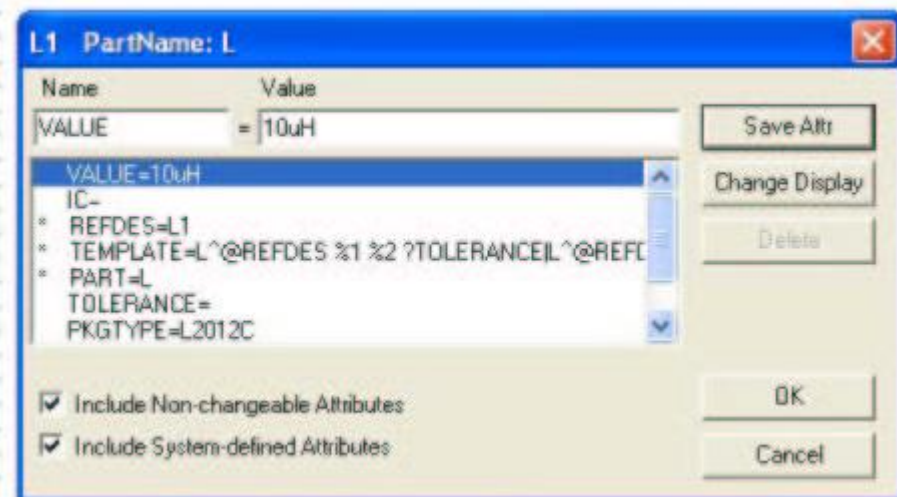 L1 PartName: L
Name Value
VALUE = 10uH
Save Attr
VALUE=10uH
IC=
* REFDES=L1
* TEMPLATE=L^@REFDES %1 %2 ?TOLERANCE|L^@REFD
* PART=L
TOLERANCE=
PKGTYPE=L2012C
Change Display
Delete
Include Non-changeable Attributes
Include System-defined Attributes
OK
Cancel